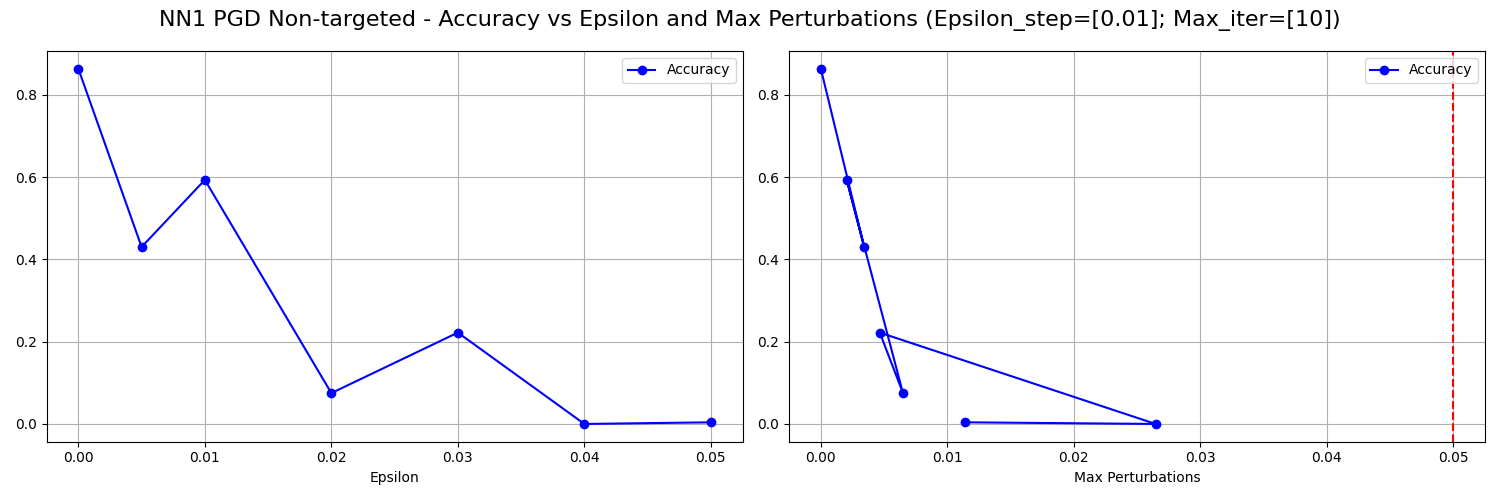 NN1 PGD Non-targeted - Accuracy vs Epsilon and Max Perturbations (Epsilon_step=[0.01]; Max_iter=[10])
Accuracy
0.8
0.6
0.4
0.2
0.0
0.00 0.01 0.02 0.03 0.04 0.05
Epsilon
Accuracy
0.8
0.6
0.4
0.2
0.0
0.00 0.01 0.02 0.03 0.04 0.05
Max Perturbations